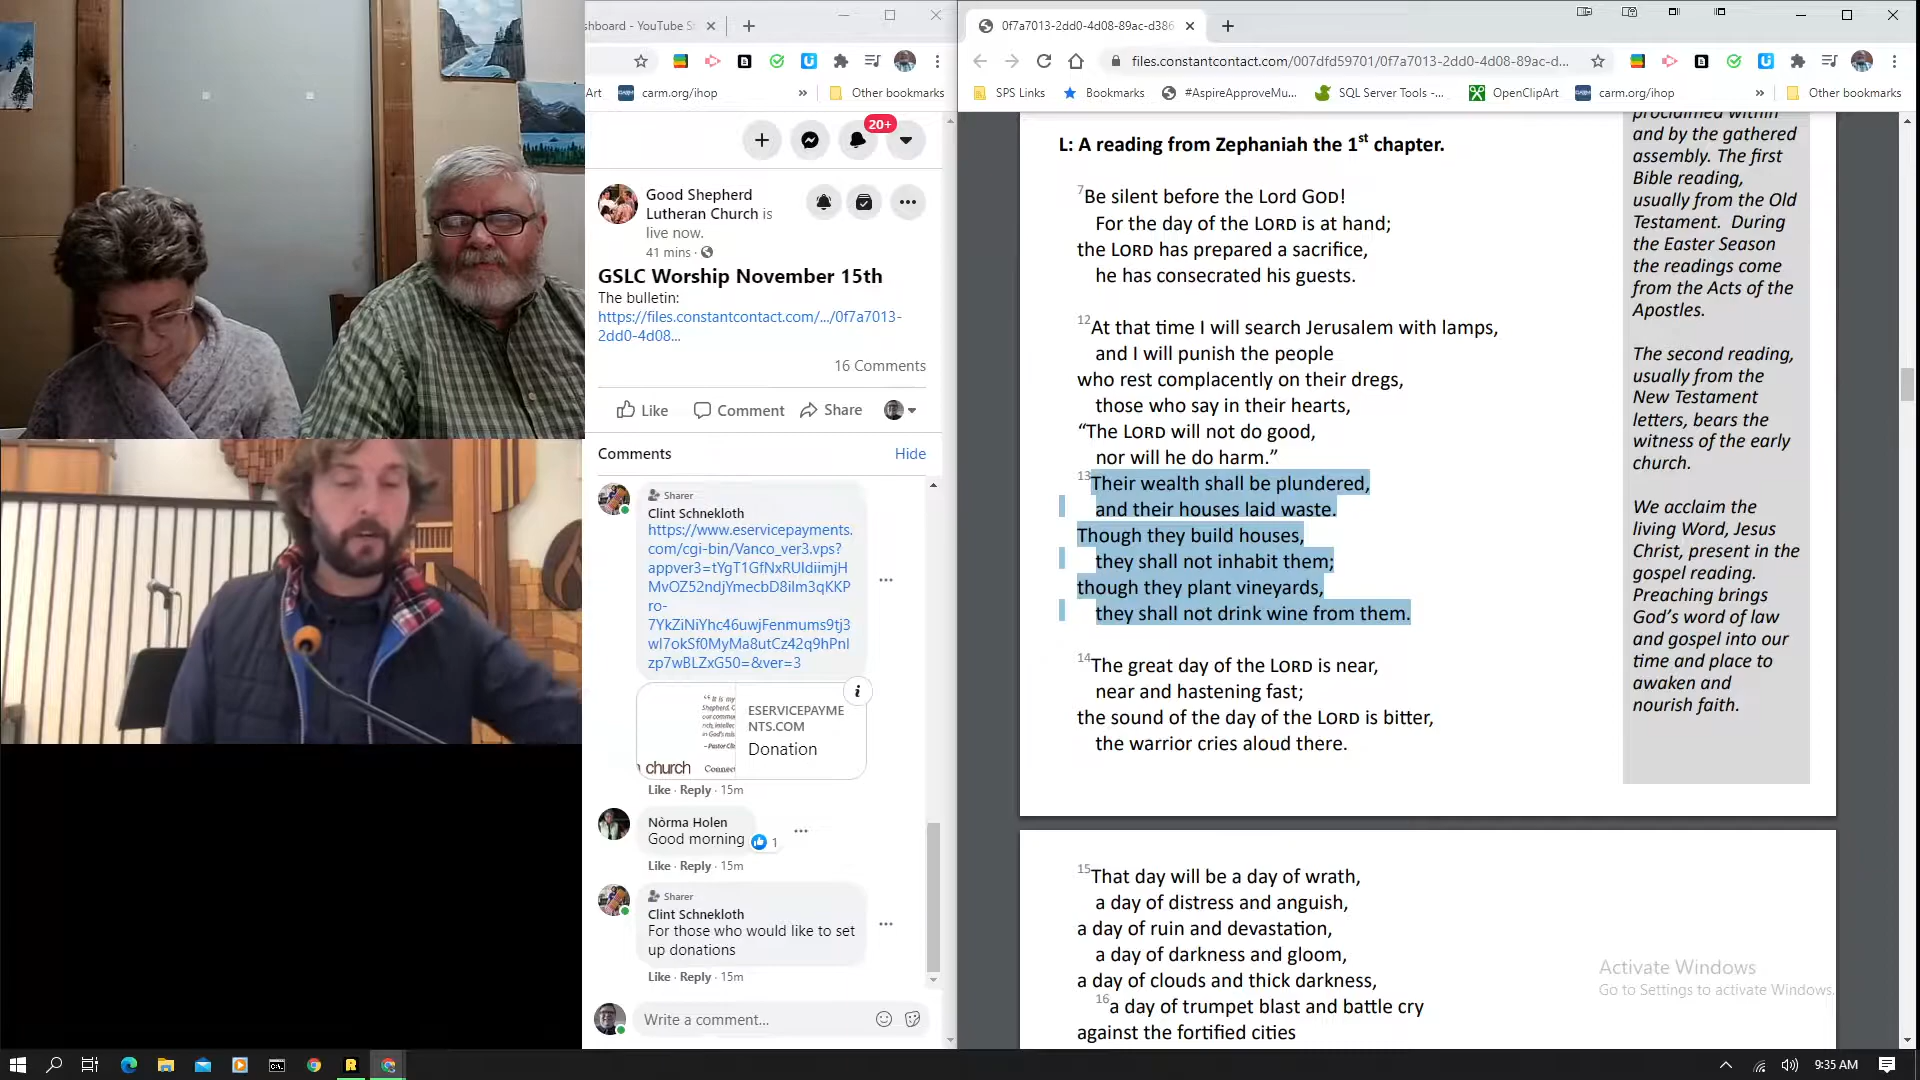 shboard - YouTube S
Art
carm.org/ihop
»
Other bookmarks
20+
Good Shepherd
Lutheran Church is
live now.
41 mins ·
GSLC Worship November 15th
The bulletin:
https://files.constantcontact.com/.../0f7a7013-
2dd0-4d08...
16 Comments
Like
Comment
Share
Comments
Hide
Sharer
Clint Schnekloth
https://www.eservicepayments.
com/cgi-bin/Vanco_ver3.vps?
appver3=tYgT1GfNxRUldiimjH
MvOZ52ndjYmecbD8iIm3qKKP
ro-
7YkZiNiYhc46uwjFenmums9tj3
wI7okSf0MyMa8utCz42q9hPnI
zp7wBLZxG50=&ver=3
ESERVICEPAYME
NTS.COM
Donation
church
Like · Reply · 15m
Nòrma Holen
Good morning
1
Like · Reply · 15m
Sharer
Clint Schnekloth
For those who would like to set
up donations
Like · Reply · 15m
Write a comment...
0f7a7013-2dd0-4d08-89ac-d386
files.constantcontact.com/007dfd59701/0f7a7013-2dd0-4d08-89ac-d...
SPS Links
Bookmarks
#AspireApproveMu...
SQL Server Tools -...
OpenClipArt
carm.org/ihop
»
Other bookmarks
L: A reading from Zephaniah the 1st chapter.
7Be silent before the Lord GOD!
For the day of the LORD is at hand;
the LORD has prepared a sacrifice,
he has consecrated his guests.
12At that time I will search Jerusalem with lamps,
and I will punish the people
who rest complacently on their dregs,
those who say in their hearts,
“The LORD will not do good,
nor will he do harm.”
13Their wealth shall be plundered,
and their houses laid waste.
Though they build houses,
they shall not inhabit them;
though they plant vineyards,
they shall not drink wine from them.
14The great day of the LORD is near,
near and hastening fast;
the sound of the day of the LORD is bitter,
the warrior cries aloud there.
15That day will be a day of wrath,
a day of distress and anguish,
a day of ruin and devastation,
a day of darkness and gloom,
a day of clouds and thick darkness,
16a day of trumpet blast and battle cry
against the fortified cities
proclaimed within
and by the gathered
assembly. The first
Bible reading,
usually from the Old
Testament. During
the Easter Season
the readings come
from the Acts of the
Apostles.
The second reading,
usually from the
New Testament
letters, bears the
witness of the early
church.
We acclaim the
living Word, Jesus
Christ, present in the
gospel reading.
Preaching brings
God’s word of law
and gospel into our
time and place to
awaken and
nourish faith.
Activate Windows
Go to Settings to activate Windows.
9:35 AM